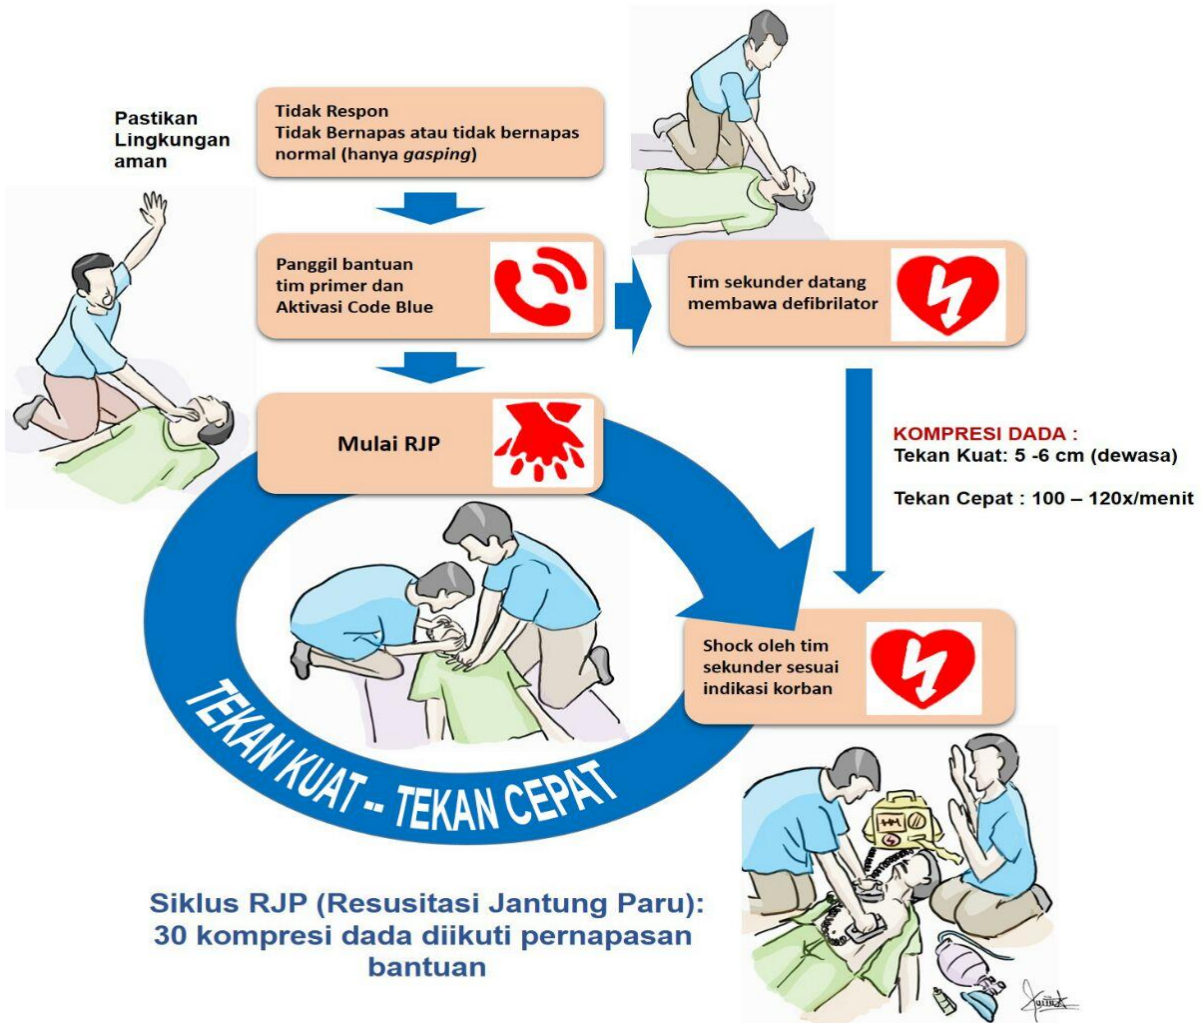 Pastikan
Lingkungan
aman
Tidak Respon
Tidak Bernapas atau tidak bernapas
normal (hanya gasping)
Panggil bantuan
tim primer dan
Aktivasi Code Blue
Tim sekunder datang
membawa defibrilator
Mulai RJP
KOMPRESI DADA :
Tekan Kuat: 5 -6 cm (dewasa)
Tekan Cepat : 100 – 120x/menit
Shock oleh tim
sekunder sesuai
indikasi korban
TEKAN KUAT -- TEKAN CEPAT
Siklus RJP (Resusitasi Jantung Paru):
30 kompresi dada diikuti pernapasan
bantuan